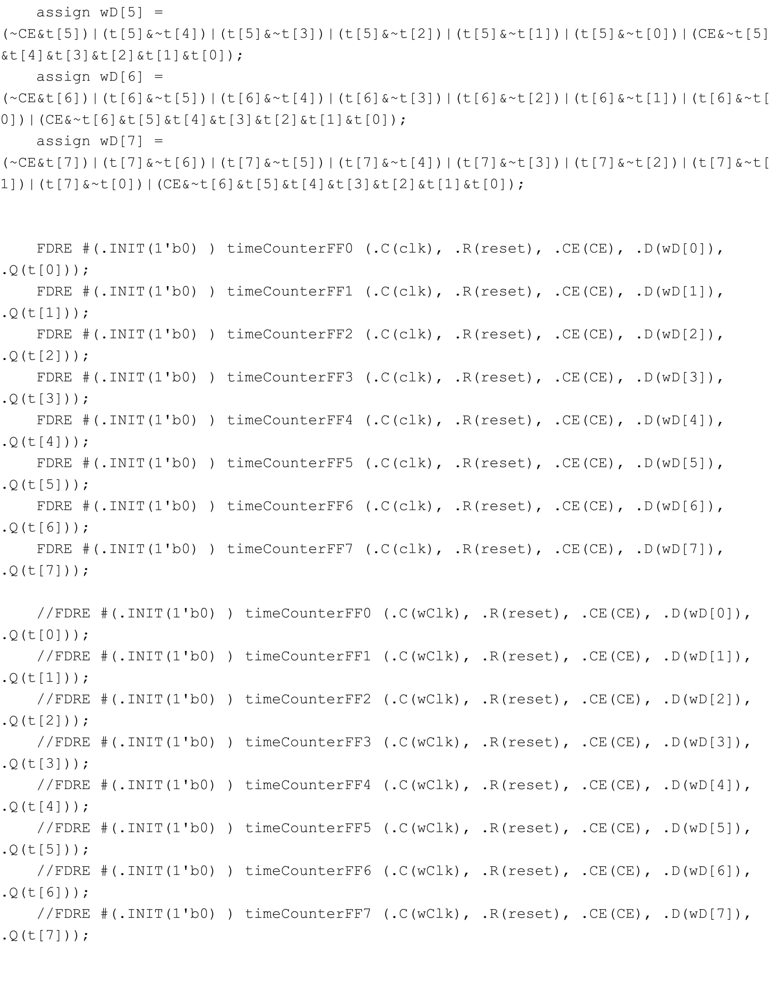 assign wD[5] =
(~CE&t[5])|(t[5]&~t[4])|(t[5]&~t[3])|(t[5]&~t[2])|(t[5]&~t[1])|(t[5]&~t[0])|(CE&~t[5]
&t[4]&t[3]&t[2]&t[1]&t[0]);
assign wD[6] =
(~CE&t[6])|(t[6]&~t[5])|(t[6]&~t[4])|(t[6]&~t[3])|(t[6]&~t[2])|(t[6]&~t[1])|(t[6]&~t[
0])|(CE&~t[6]&t[5]&t[4]&t[3]&t[2]&t[1]&t[0]);
assign wD[7] =
(~CE&t[7])|(t[7]&~t[6])|(t[7]&~t[5])|(t[7]&~t[4])|(t[7]&~t[3])|(t[7]&~t[2])|(t[7]&~t[
1])|(t[7]&~t[0])|(CE&~t[6]&t[5]&t[4]&t[3]&t[2]&t[1]&t[0]);
FDRE #(.INIT(1'b0) ) timeCounterFF0 (.C(clk), .R(reset), .CE(CE), .D(wD[0]),
.Q(t[0]));
FDRE #(.INIT(1'b0) ) timeCounterFF1 (.C(clk), .R(reset), .CE(CE), .D(wD[1]),
.Q(t[1]));
FDRE #(.INIT(1'b0) ) timeCounterFF2 (.C(clk), .R(reset), .CE(CE), .D(wD[2]),
.Q(t[2]));
FDRE #(.INIT(1'b0) ) timeCounterFF3 (.C(clk), .R(reset), .CE(CE), .D(wD[3]),
.Q(t[3]));
FDRE #(.INIT(1'b0) ) timeCounterFF4 (.C(clk), .R(reset), .CE(CE), .D(wD[4]),
.Q(t[4]));
FDRE #(.INIT(1'b0) ) timeCounterFF5 (.C(clk), .R(reset), .CE(CE), .D(wD[5]),
.Q(t[5]));
FDRE #(.INIT(1'b0) ) timeCounterFF6 (.C(clk), .R(reset), .CE(CE), .D(wD[6]),
.Q(t[6]));
FDRE #(.INIT(1'b0) ) timeCounterFF7 (.C(clk), .R(reset), .CE(CE), .D(wD[7]),
.Q(t[7]));
//FDRE #(.INIT(1'b0) ) timeCounterFF0 (.C(wClk), .R(reset), .CE(CE), .D(wD[0]),
.Q(t[0]));
//FDRE #(.INIT(1'b0) ) timeCounterFF1 (.C(wClk), .R(reset), .CE(CE), .D(wD[1]),
.Q(t[1]));
//FDRE #(.INIT(1'b0) ) timeCounterFF2 (.C(wClk), .R(reset), .CE(CE), .D(wD[2]),
.Q(t[2]));
//FDRE #(.INIT(1'b0) ) timeCounterFF3 (.C(wClk), .R(reset), .CE(CE), .D(wD[3]),
.Q(t[3]));
//FDRE #(.INIT(1'b0) ) timeCounterFF4 (.C(wClk), .R(reset), .CE(CE), .D(wD[4]),
.Q(t[4]));
//FDRE #(.INIT(1'b0) ) timeCounterFF5 (.C(wClk), .R(reset), .CE(CE), .D(wD[5]),
.Q(t[5]));
//FDRE #(.INIT(1'b0) ) timeCounterFF6 (.C(wClk), .R(reset), .CE(CE), .D(wD[6]),
.Q(t[6]));
//FDRE #(.INIT(1'b0) ) timeCounterFF7 (.C(wClk), .R(reset), .CE(CE), .D(wD[7]),
.Q(t[7]));